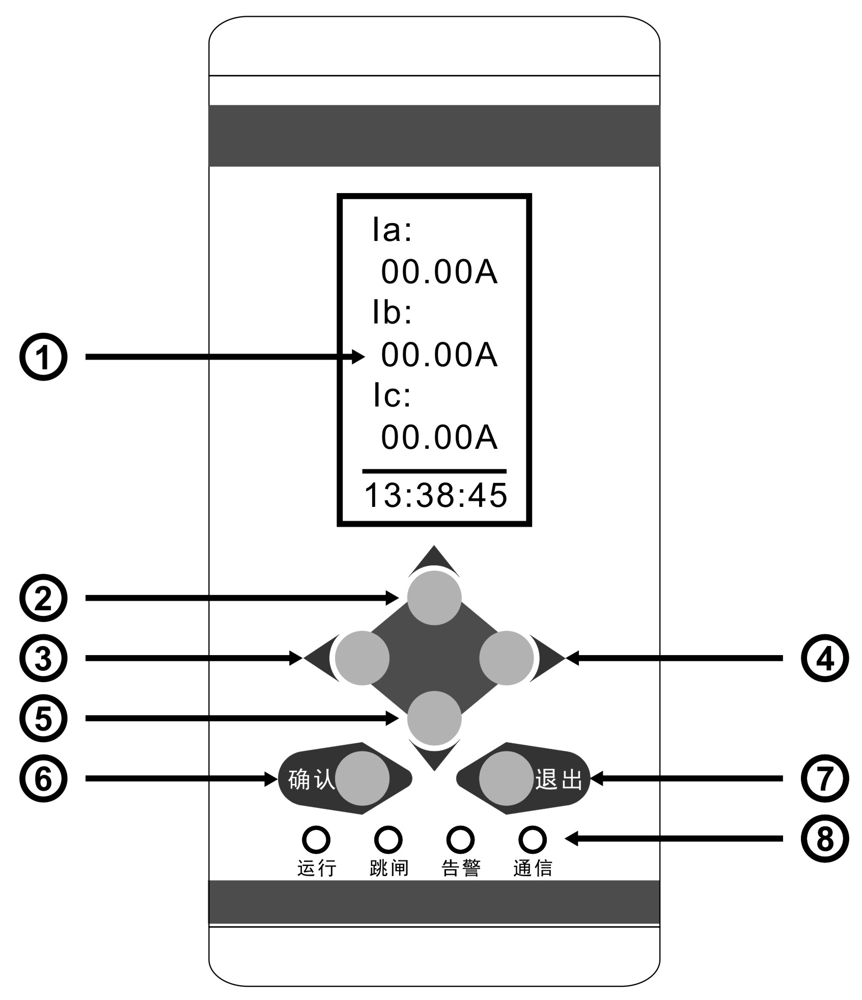 Ia:
00.00A
Ib:
① 00.00A
Ic:
00.00A
13:38:45
②
③ ④
⑤
⑥ 确认 退出 ⑦
⑧
运行 跳闸 告警 通信